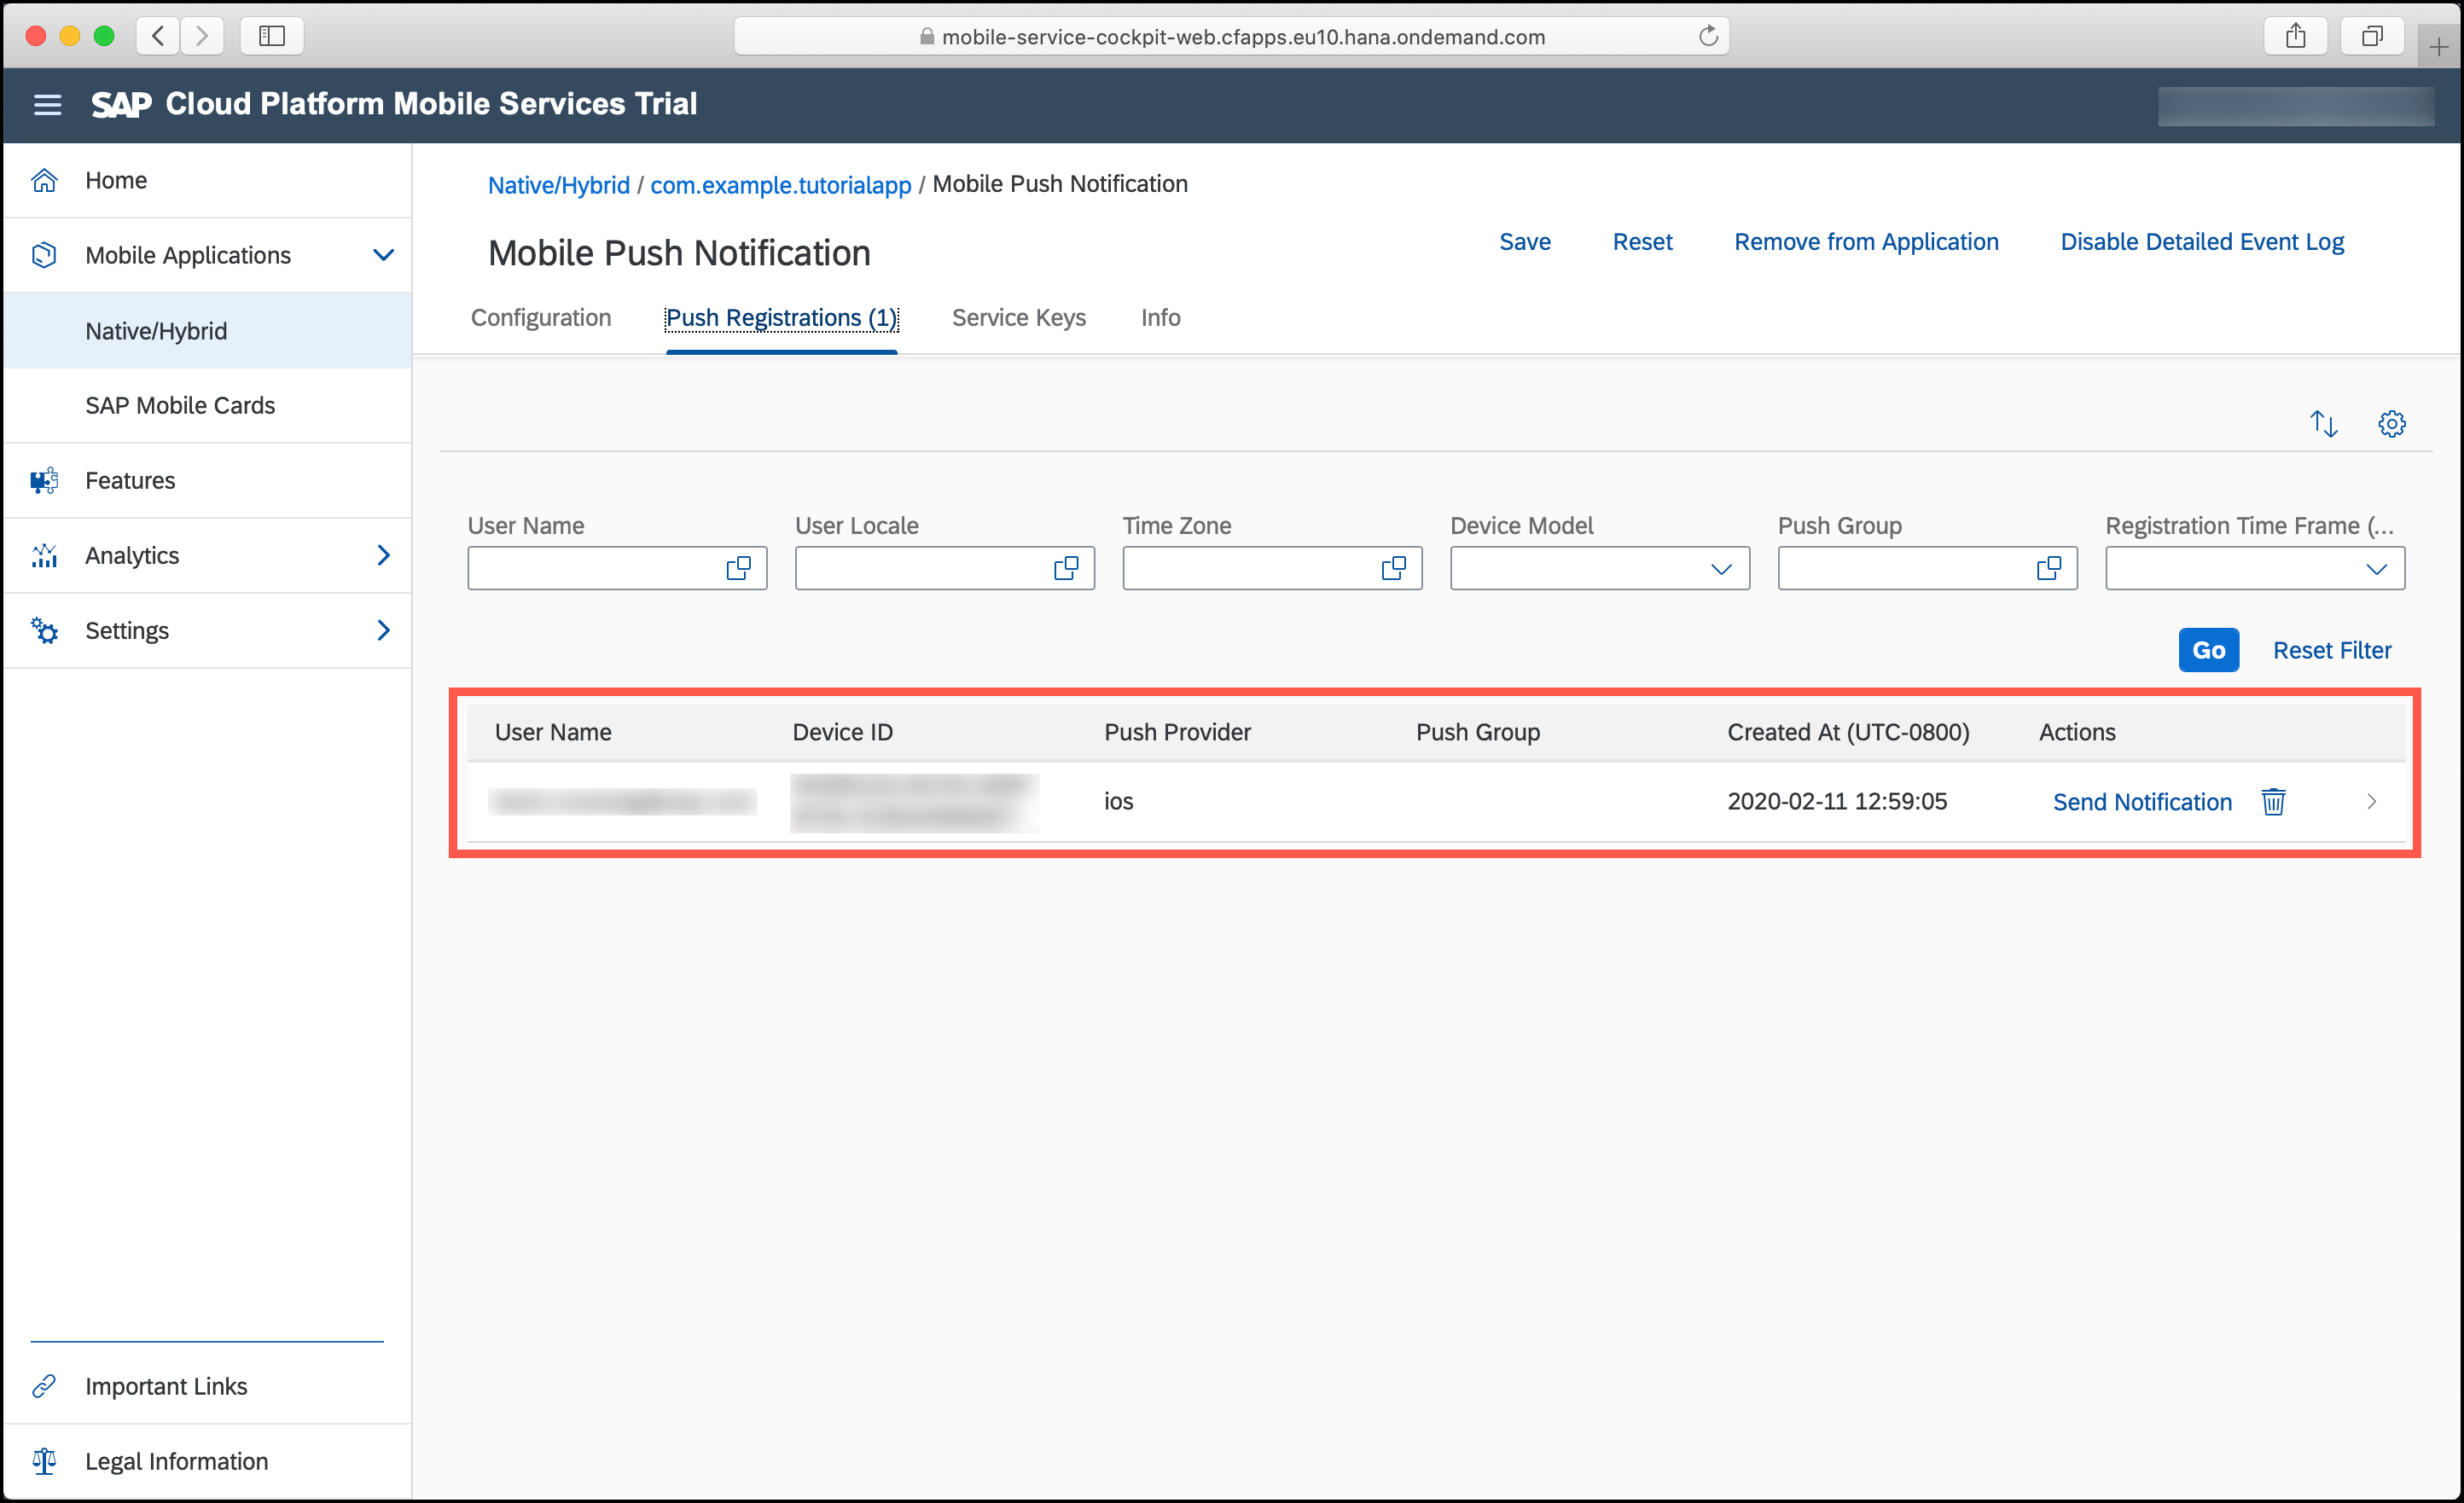 mobile-service-cockpit-web.cfapps.eu10.hana.ondemand.com
SAP Cloud Platform Mobile Services Trial
Home
Mobile Applications
Native/Hybrid
SAP Mobile Cards
Features
Analytics
Settings
Important Links
Legal Information
Native/Hybrid / com.example.tutorialapp / Mobile Push Notification
Mobile Push Notification
Save Reset Remove from Application Disable Detailed Event Log
Configuration Push Registrations (1) Service Keys Info
User Name User Locale Time Zone Device Model Push Group Registration Time Frame (...
Go Reset Filter
User Name Device ID Push Provider Push Group Created At (UTC-0800) Actions
ios 2020-02-11 12:59:05 Send Notification